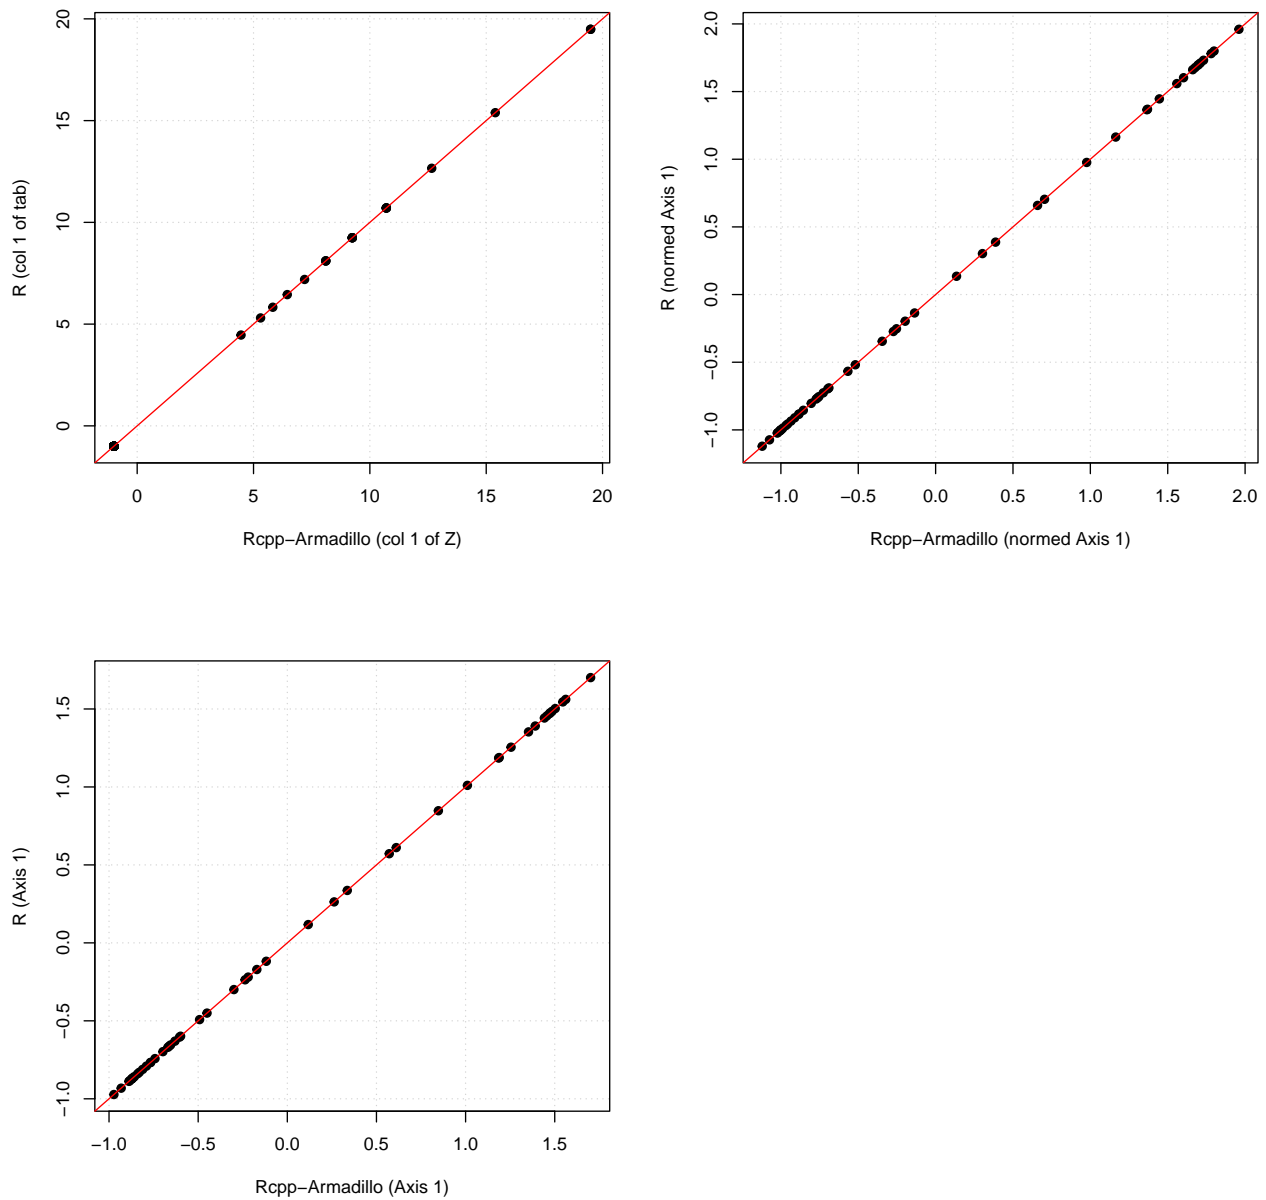 20
15
10
5
0
R (col 1 of tab)
0 5 10 15 20
Rcpp−Armadillo (col 1 of Z)
2.0
1.5
1.0
0.5
0.0
−0.5
−1.0
R (normed Axis 1)
−1.0 −0.5 0.0 0.5 1.0 1.5 2.0
Rcpp−Armadillo (normed Axis 1)
1.5
1.0
0.5
0.0
−0.5
−1.0
R (Axis 1)
−1.0 −0.5 0.0 0.5 1.0 1.5
Rcpp−Armadillo (Axis 1)